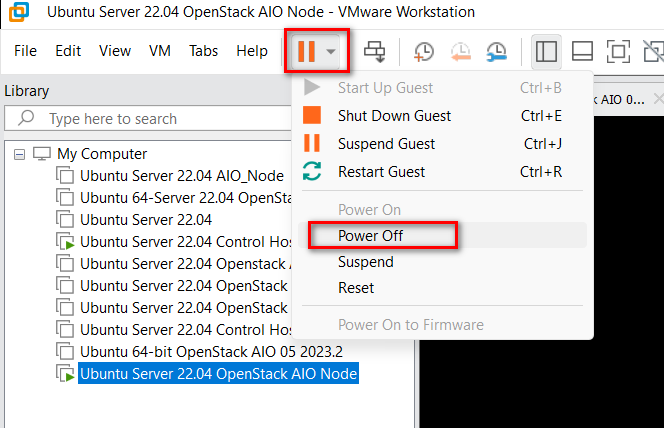 Ubuntu Server 22.04 OpenStack AIO Node - VMware Workstation
File Edit View VM Tabs Help
Library
Type here to search
My Computer
Ubuntu Server 22.04 AIO_Node
Ubuntu 64-Server 22.04 OpenSta
Ubuntu Server 22.04
Ubuntu Server 22.04 Control Hos
Ubuntu Server 22.04 Openstack A
Ubuntu Server 22.04 OpenStack A
Ubuntu Server 22.04 OpenStack A
Ubuntu Server 22.04 Control Hos
Ubuntu 64-bit OpenStack AIO 05 2023.2
Ubuntu Server 22.04 OpenStack AIO Node
Start Up Guest Ctrl+B
Shut Down Guest Ctrl+E
Suspend Guest Ctrl+J
Restart Guest Ctrl+R
Power On
Power Off
Suspend
Reset
Power On to Firmware
AIO 0...